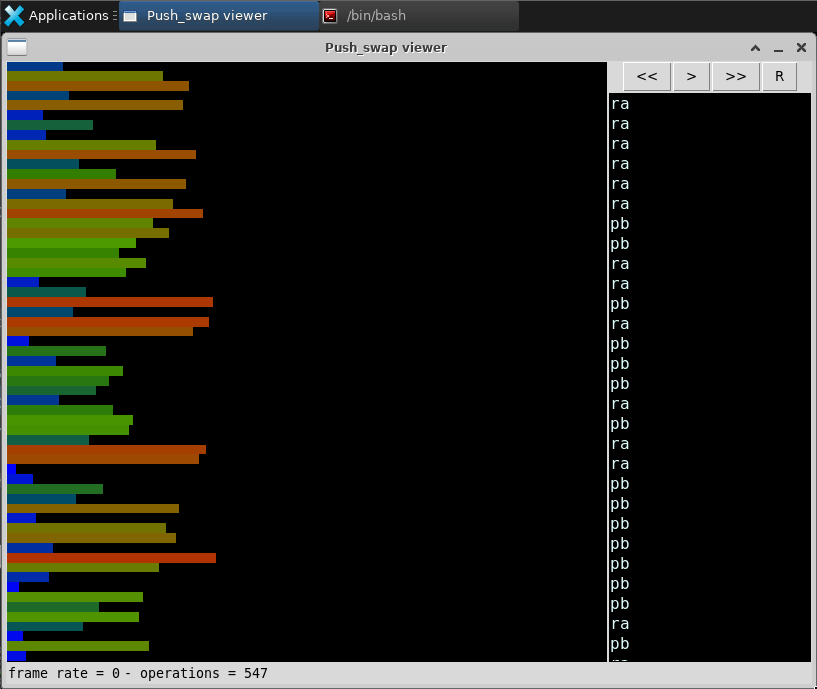 Applications Push_swap viewer /bin/bash
Push_swap viewer
<< > >> R
ra
ra
ra
ra
ra
ra
pb
pb
ra
ra
pb
ra
pb
pb
pb
ra
pb
ra
ra
pb
pb
pb
pb
pb
pb
pb
ra
pb
frame rate = 0 - operations = 547